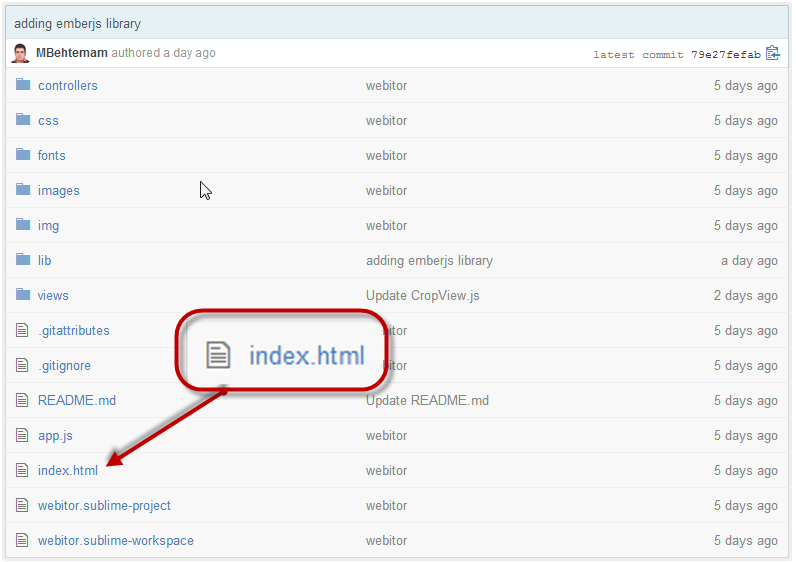 adding emberjs library
MBehtemam authored a day ago latest commit 79e27fefab
controllers webitor 5 days ago
css webitor 5 days ago
fonts webitor 5 days ago
images webitor 5 days ago
img webitor 5 days ago
lib adding emberjs library a day ago
views Update CropView.js 2 days ago
.gitattributes bitor 5 days ago
index.html
.gitignore bitor 5 days ago
README.md Update README.md 5 days ago
app.js webitor 5 days ago
index.html webitor 5 days ago
webitor.sublime-project webitor 5 days ago
webitor.sublime-workspace webitor 5 days ago